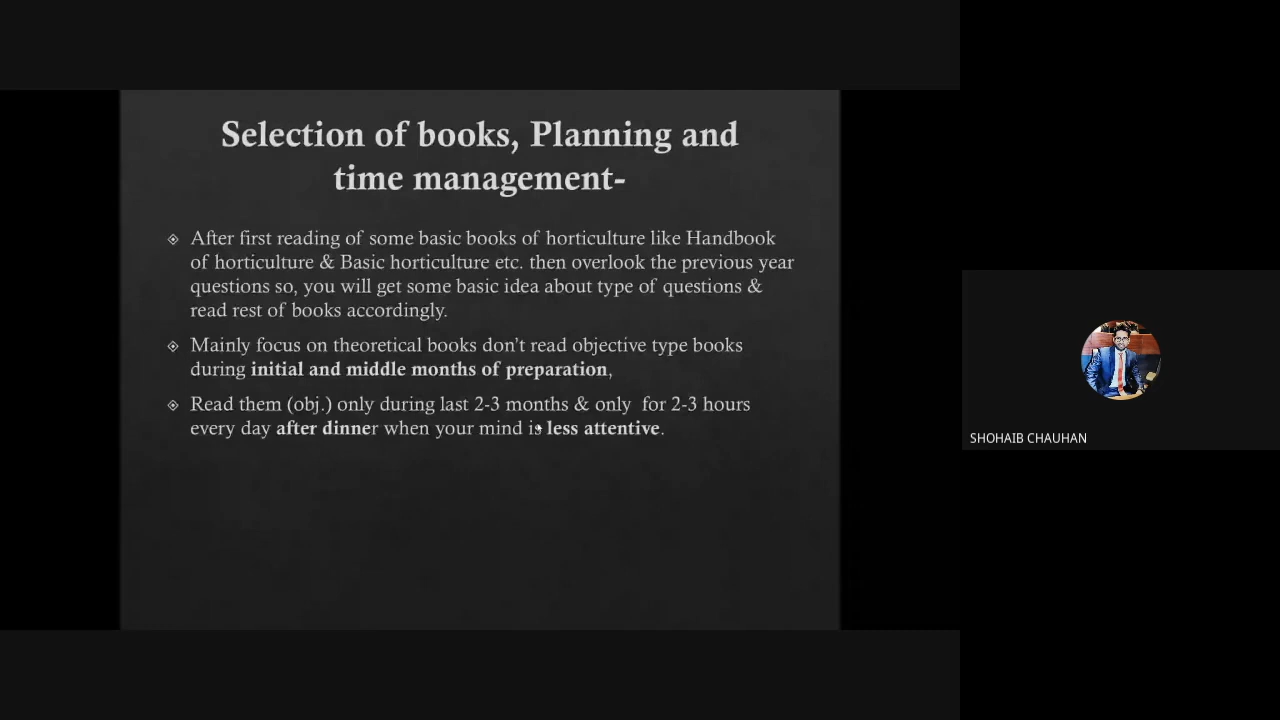 Selection of books, Planning and
time management-
After first reading of some basic books of horticulture like Handbook
of horticulture & Basic horticulture etc. then overlook the previous year
questions so, you will get some basic idea about type of questions &
read rest of books accordingly.
Mainly focus on theoretical books don't read objective type books
during initial and middle months of preparation,
Read them (obj.) only during last 2-3 months & only for 2-3 hours
every day after dinner when your mind is less attentive.
SHOHAIB CHAUHAN